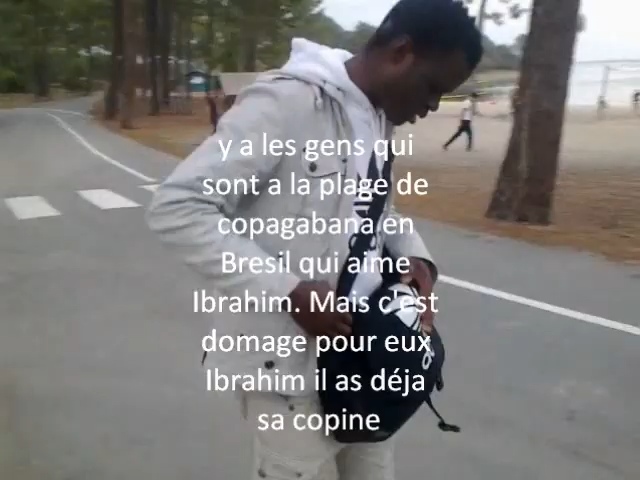 y a les gens qui
sont a la plage de
copagabana en
Bresil qui aime
Ibrahim. Mais c'est
domage pour eux
Ibrahim il as déja
sa copine